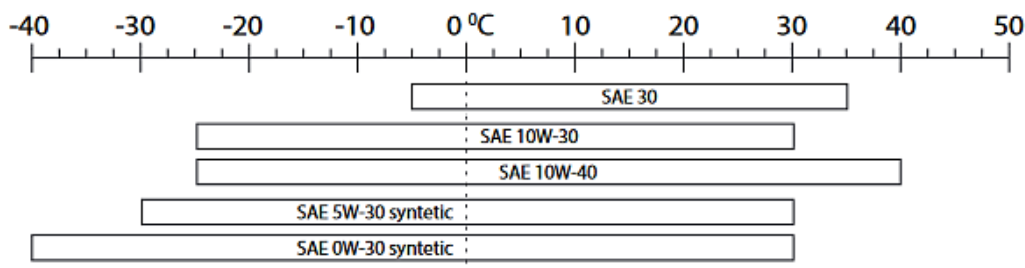 -40 -30 -20 -10 0 ⁰C 10 20 30 40 50
SAE 30
SAE 10W-30
SAE 10W-40
SAE 5W-30 syntetic
SAE 0W-30 syntetic